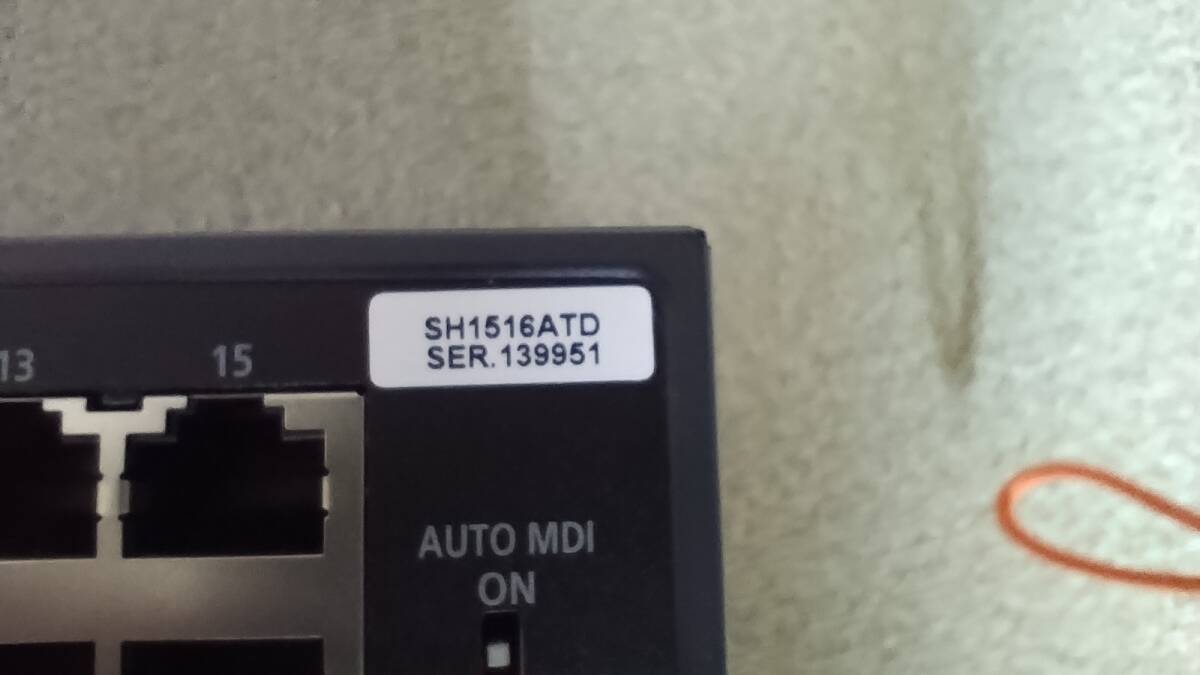 SH1516ATD
SER.139951
13
15
AUTO MDI
ON